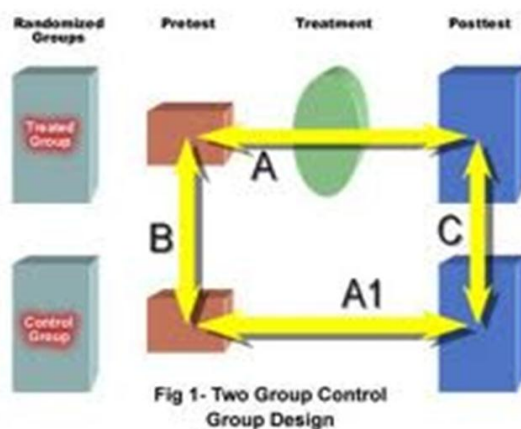 Randomized Groups
Pretest
Treatment
Posttest
Treated
Group
A
B
C
A1
Control
Group
Fig 1- Two Group Control
Group Design